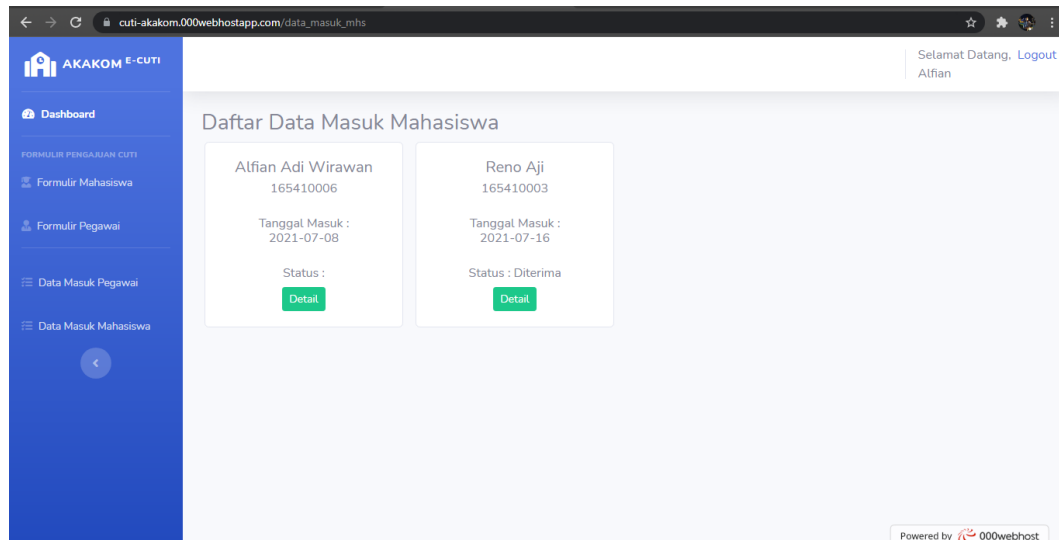 cuti-akakom.000webhostapp.com/data_masuk_mhs
AKAKOM E-CUTI
Selamat Datang, Logout
Alfian
Dashboard
FORMULIR PENGAJUAN CUTI
Formulir Mahasiswa
Formulir Pegawai
Data Masuk Pegawai
Data Masuk Mahasiswa
Daftar Data Masuk Mahasiswa
Alfian Adi Wirawan
165410006
Tanggal Masuk :
2021-07-08
Status :
Detail
Reno Aji
165410003
Tanggal Masuk :
2021-07-16
Status : Diterima
Detail
Powered by 000webhost